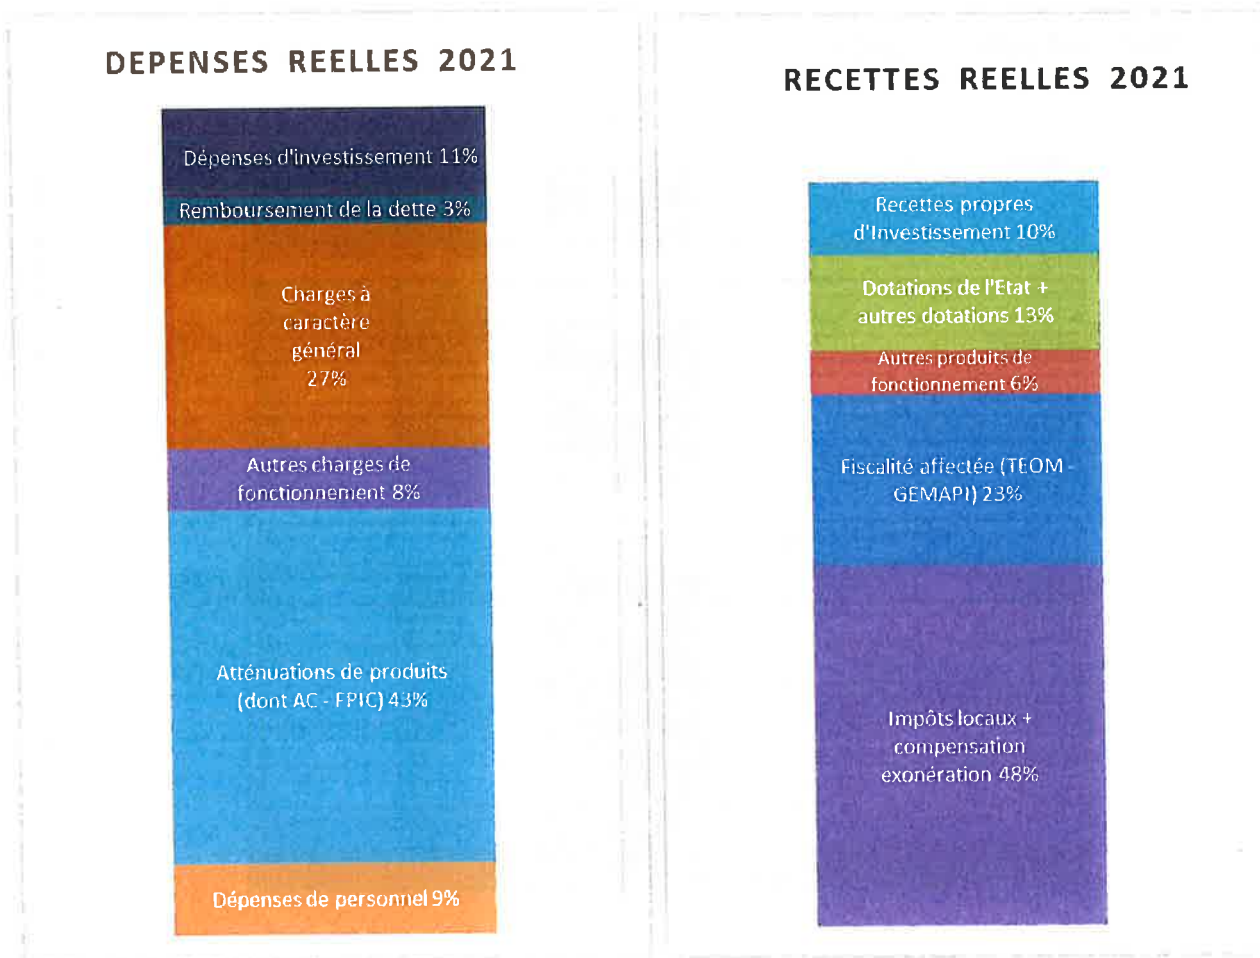 DEPENSES REELLES 2021
Dépenses d'investissement 11%
Remboursement de la dette 3%
Charges à
caractère
général
27%
Autres charges de
fonctionnement 8%
Atténuations de produits
(dont AC - FPIC) 43%
Dépenses de personnel 9%
RECETTES REELLES 2021
Recettes propres
d'Investissement 10%
Dotations de l'Etat +
autres dotations 13%
Autres produits de
fonctionnement 6%
Fiscalité affectée (TEOM -
GEMAPI) 23%
Impôts locaux +
compensation
exonération 48%